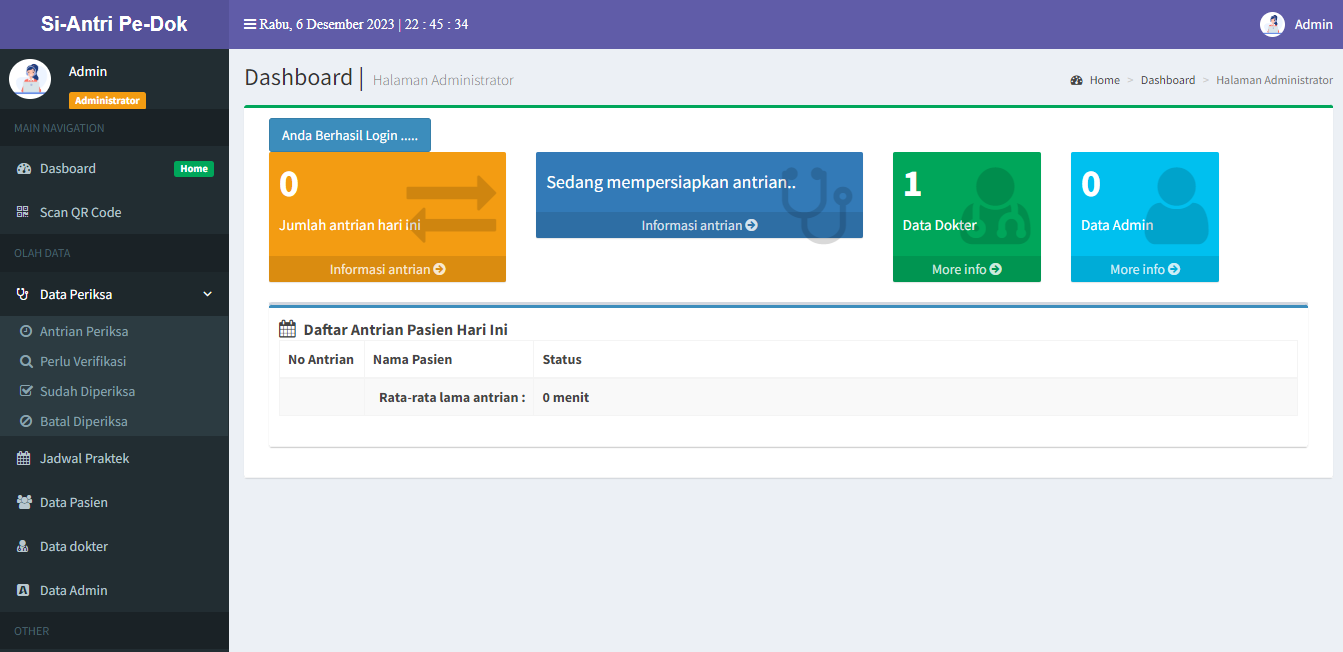 Si-Antri Pe-Dok
Rabu, 6 Desember 2023 | 22 : 45 : 34
Admin
Admin
Administrator
MAIN NAVIGATION
Dasboard
Home
Scan QR Code
OLAH DATA
Data Periksa
Antrian Periksa
Perlu Verifikasi
Sudah Diperiksa
Batal Diperiksa
Jadwal Praktek
Data Pasien
Data dokter
Data Admin
OTHER
Dashboard | Halaman Administrator
Home > Dashboard > Halaman Administrator
Anda Berhasil Login .....
0
Jumlah antrian hari ini
Informasi antrian
Sedang mempersiapkan antrian..
Informasi antrian
1
Data Dokter
More info
0
Data Admin
More info
Daftar Antrian Pasien Hari Ini
No Antrian Nama Pasien Status
Rata-rata lama antrian : 0 menit